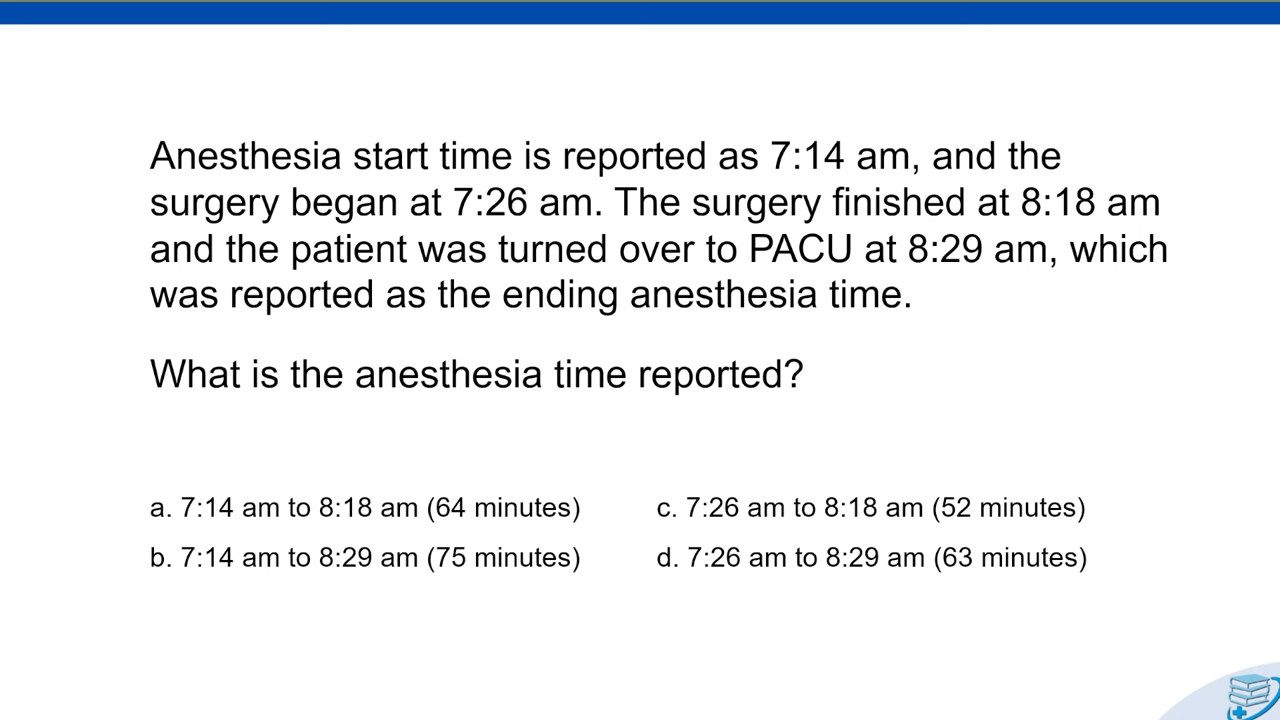 Anesthesia start time is reported as 7:14 am, and the
surgery began at 7:26 am. The surgery finished at 8:18 am
and the patient was turned over to PACU at 8:29 am, which
was reported as the ending anesthesia time.
What is the anesthesia time reported?
a. 7:14 am to 8:18 am (64 minutes)
b. 7:14 am to 8:29 am (75 minutes)
c. 7:26 am to 8:18 am (52 minutes)
d. 7:26 am to 8:29 am (63 minutes)